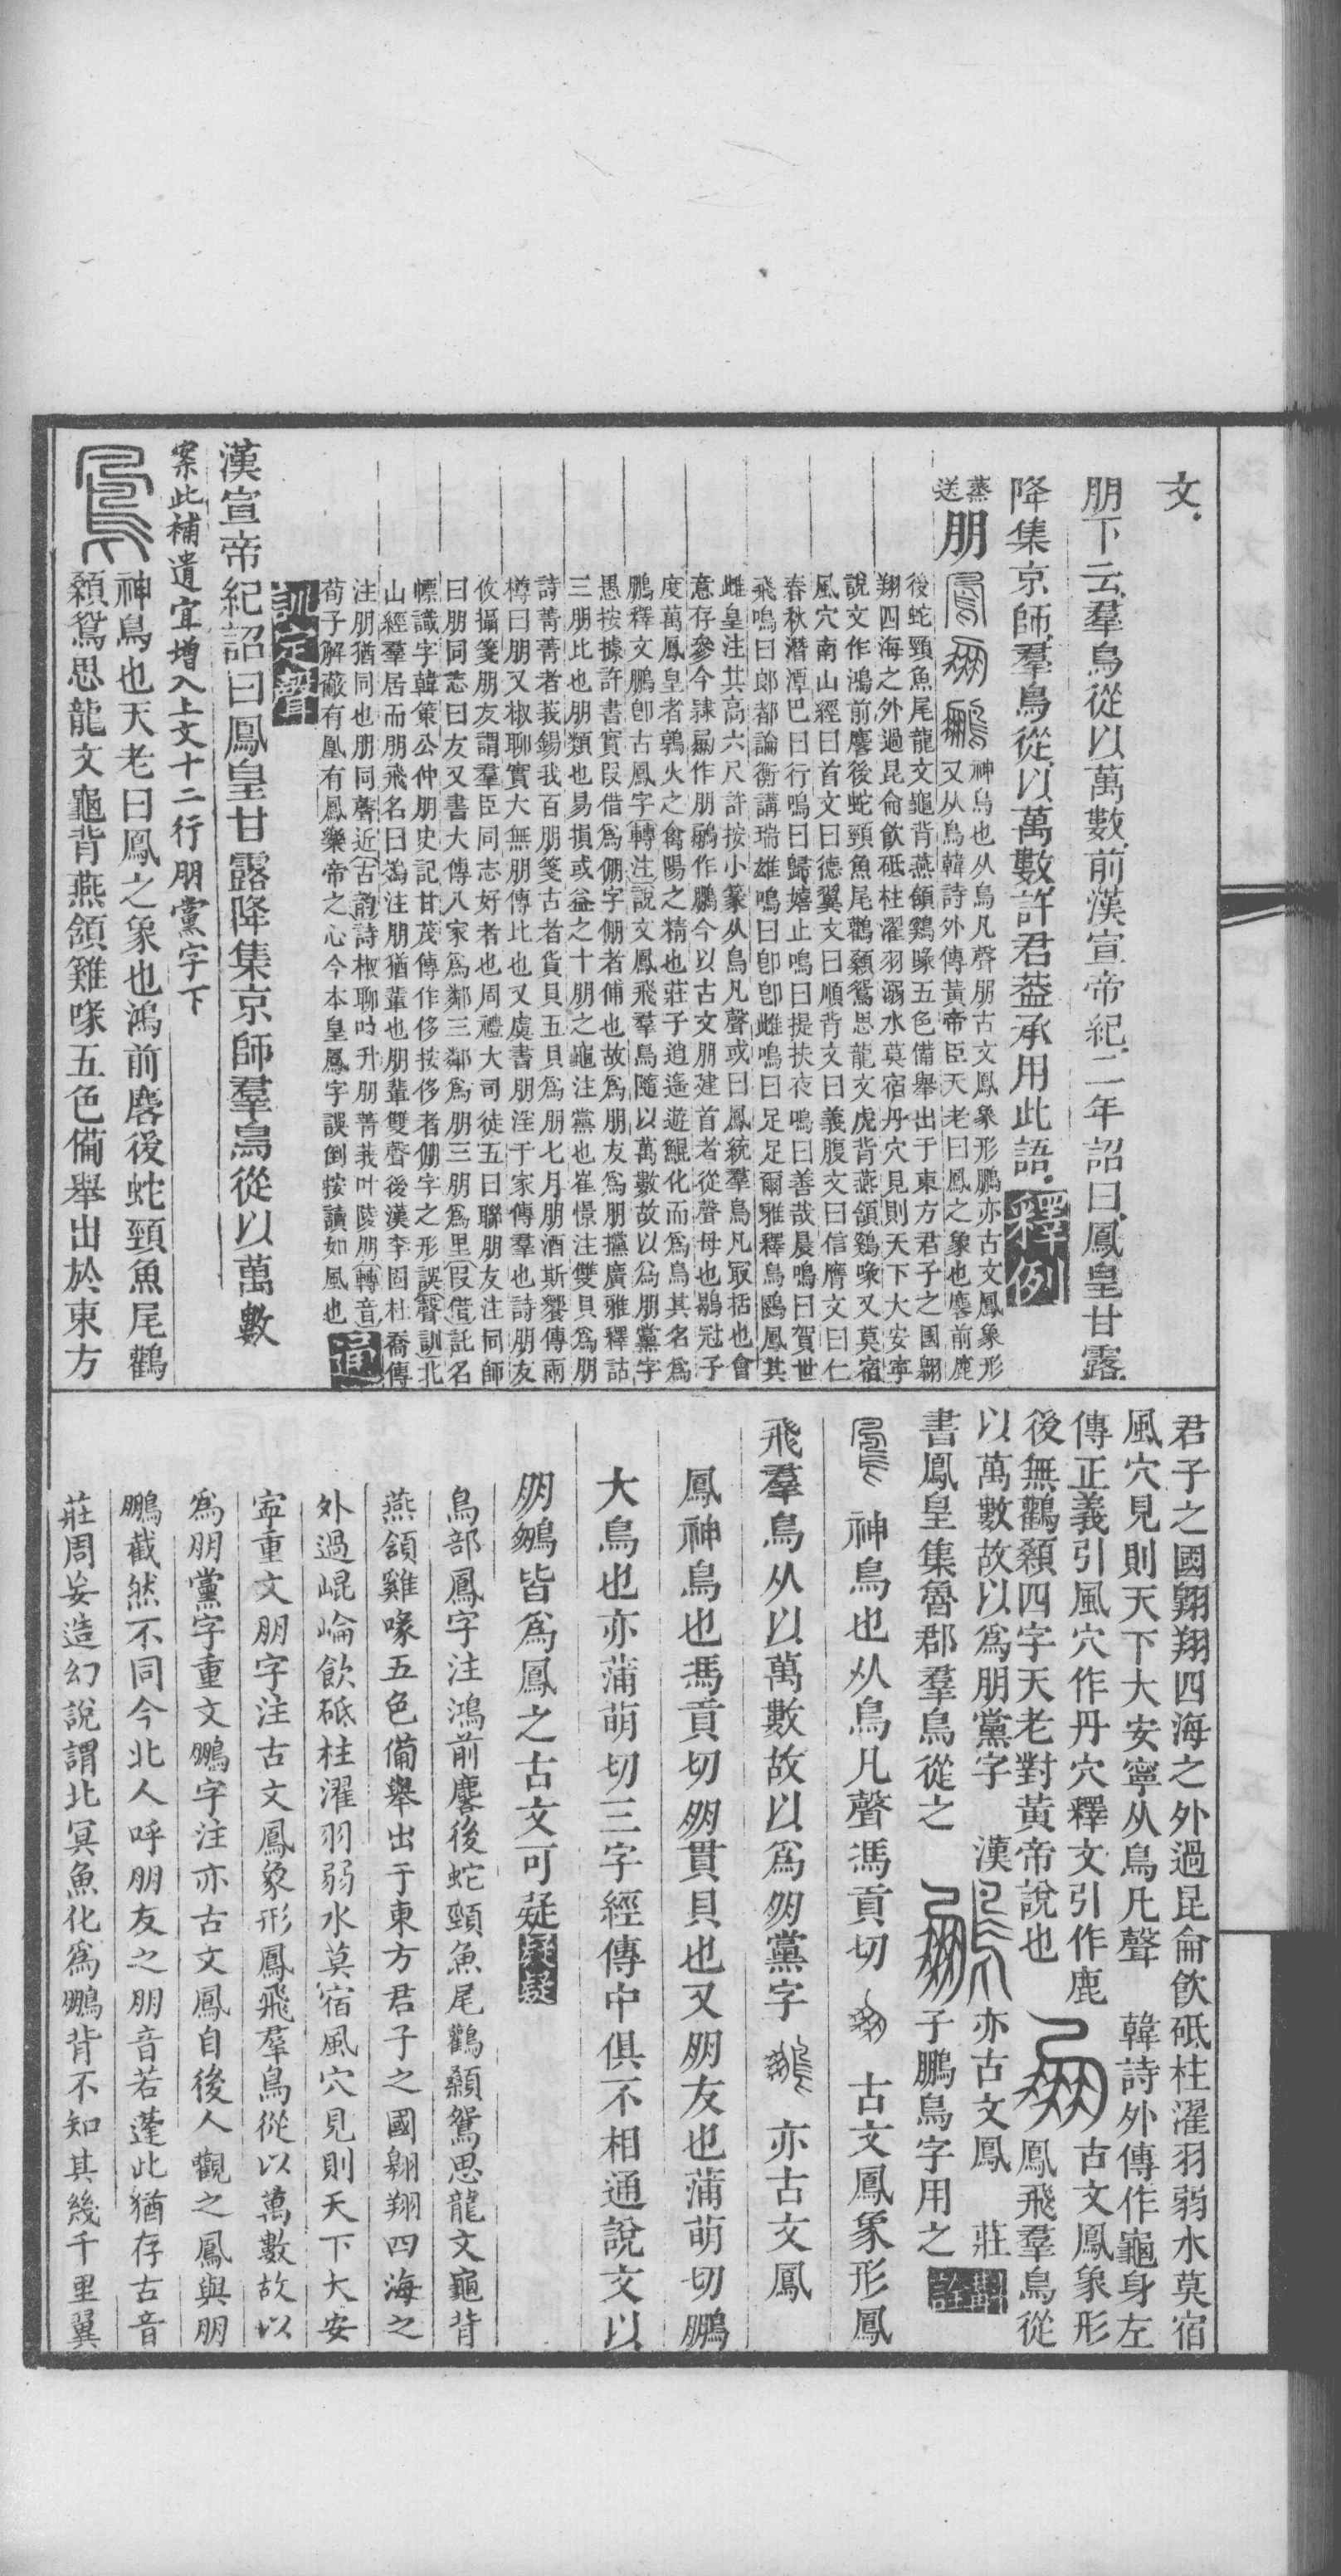 文.
朋下云羣鳥從以萬數前漢宣帝紀二年詔曰鳳皇甘露
降集京師羣鳥從以萬數許君蓋承用此語.釋例
蒸送朋
神鳥也从鳥凡聲朋古文鳳象形鵬亦古文鳳象形
又从鳥韓詩外傳黃帝臣天老曰鳳之象也麐前鹿
後蛇頸魚尾龍文龜背燕頷鷄喙五色備舉出于東方君子之國翱
翔四海之外過昆侖飮砥柱濯羽溺水莫宿丹穴見則天下大安寧
說文作鴻前麐後蛇頸魚尾鸛顙鴛思龍文虎背燕頷鷄喙又莫宿
風穴南山經曰首文曰德翼文曰順背文曰義腹文曰信膺文曰仁
春秋潛潭巴曰行鳴曰歸嬉止鳴曰提扶夜鳴曰善哉晨鳴曰賀世
飛鳴曰郎都論衡講瑞雄鳴曰卽卽雌鳴曰足足爾雅釋鳥鶠鳳其
雌皇注其高六尺許按小篆从鳥凡聲或曰鳳統羣鳥凡冣括也會
意存參今隸屬作朋鵬作鵬今以古文朋建首者從聲母也鶡冠子
度萬鳳皇者鶉火之禽陽之精也莊子逍遙遊鯤化而爲鳥其名爲
鵬釋文鵬卽古鳳字轉注說文鳳飛羣鳥隨以萬數故以爲朋黨字
愚按據許書實叚借爲倗字倗者俌也故爲朋友爲朋攩廣雅釋詁
三朋比也朋類也易損或益之十朋之龜注黨也崔憬注雙貝爲朋
詩菁菁者莪錫我百朋箋古者貨貝五貝爲朋七月朋酒斯饗傳兩
樽曰朋又椒聊實大無朋傳比也又虞書朋淫于家傳羣也詩朋友
攸攝箋朋友謂羣臣同志好者也周禮大司徒五曰聯朋友注同師
曰朋同志曰友又書大傳八家爲鄰三鄰爲朋三朋爲里叚借託名
幖識字韓策公仲朋史記甘茂傳作侈按侈者倗字之形誤聲訓北
山經羣居而朋飛名曰鴒注朋猶輩也朋輩雙聲後漢李固杜喬傳
注朋猶同也朋同聲近古韵詩椒聊叶升朋菁莪叶陵朋轉音
荀子解蔽有凰有鳳樂帝之心今本皇鳳字誤倒按讀如風也通
訓定聲
漢宣帝紀詔曰鳳皇甘露降集京師羣鳥從以萬數
案此補遺宜增入上文十二行朋黨字下
神鳥也天老曰鳳之象也鴻前麐後蛇頸魚尾鸛
顙鴛思龍文龜背燕頷雞喙五色備舉出於東方
君子之國翱翔四海之外過昆侖飮砥柱濯羽弱水莫宿
風穴見則天下大安寧从鳥凡聲 韓詩外傳作龜身左
傳正義引風穴作丹穴釋文引作鹿
後無鸛顙四字天老對黃帝說也
古文鳳象形
鳳飛羣鳥從
以萬數故以爲朋黨字 漢
書鳳皇集魯郡羣鳥從之
亦古文鳳 莊
子鵬鳥字用之
斠詮
神鳥也从鳥凡聲馮貢切 古文鳳象形鳳
飛羣鳥从以萬數故以爲朋黨字 亦古文鳳
鳳神鳥也馮貢切朋貫貝也又朋友也蒲萌切鵬
大鳥也亦蒲萌切三字經傳中俱不相通說文以
朋鵬皆爲鳳之古文可疑疑疑
鳥部鳳字注鴻前麐後蛇頸魚尾鸛顙鴛思龍文龜背
燕頷雞喙五色備舉出于東方君子之國翱翔四海之
外過崐崘飮砥柱濯羽弱水莫宿風穴見則天下大安
寍重文朋字注古文鳳象形鳳飛羣鳥從以萬數故以
爲朋黨字重文鵬字注亦古文鳳自後人觀之鳳與朋
鵬截然不同今北人呼朋友之朋音若蓬此猶存古音
莊周妄造幻說謂北冥魚化爲鵬背不知其幾千里翼